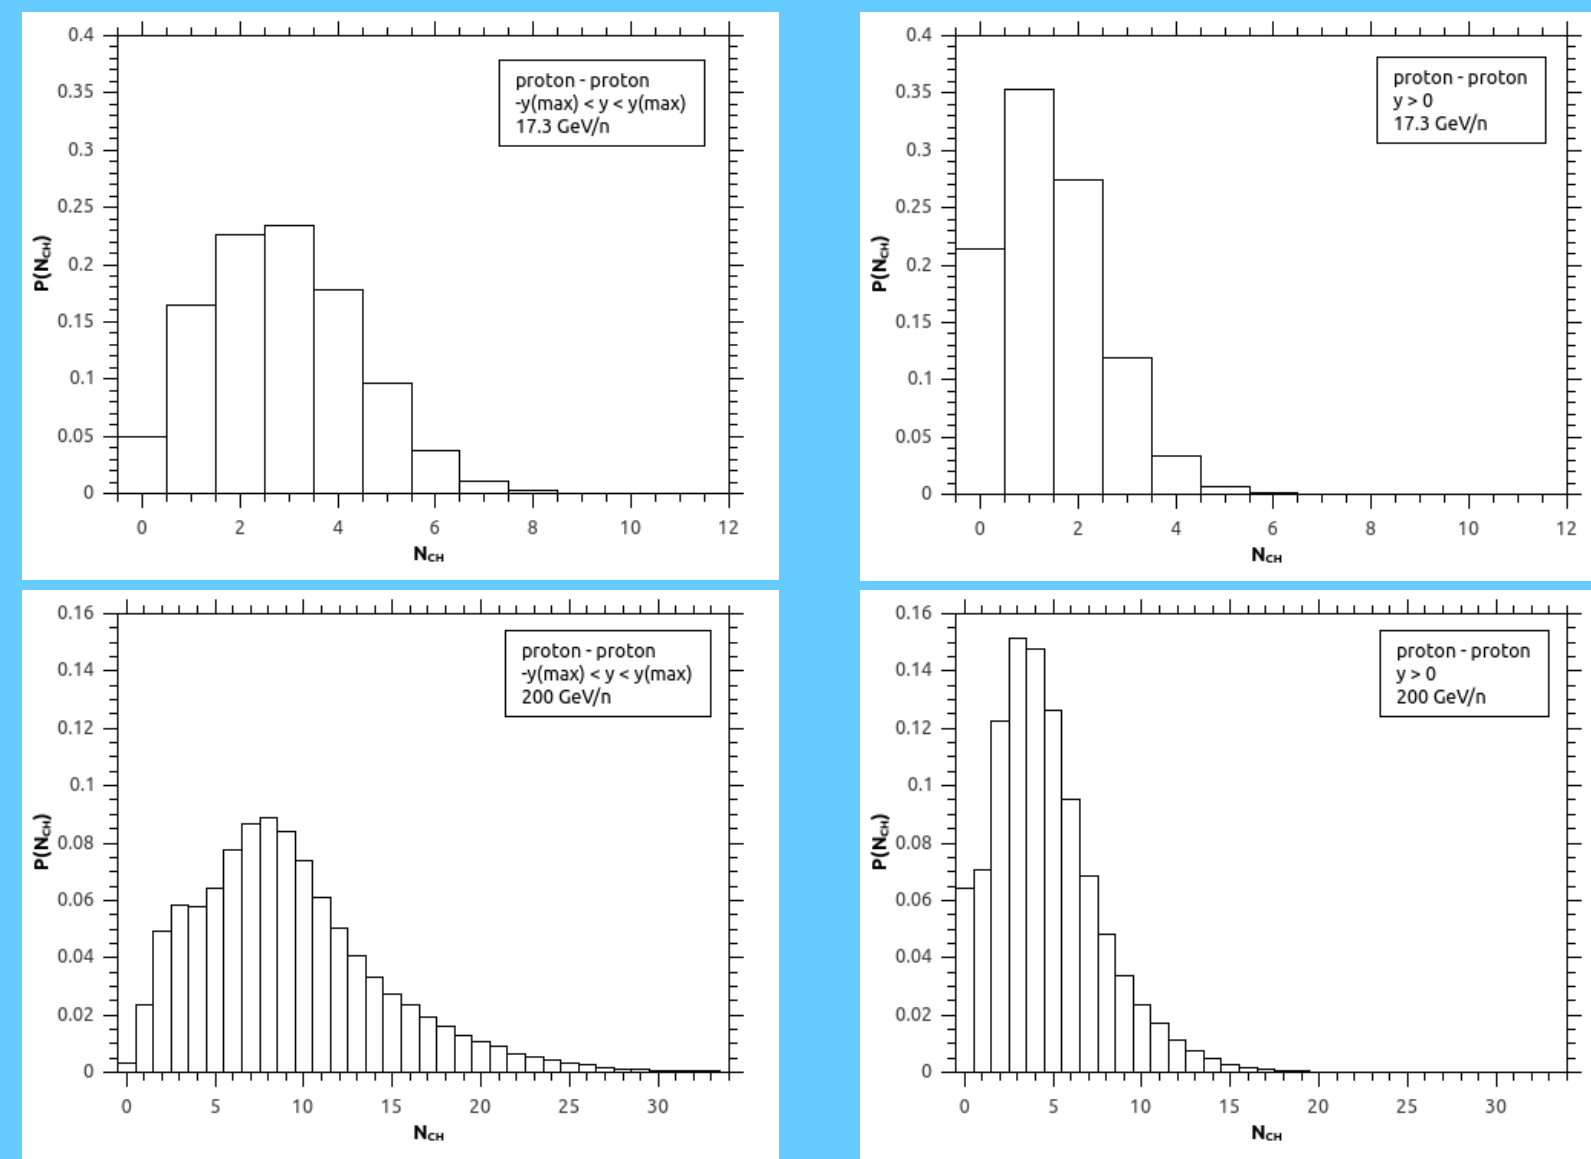 0.4
0.35
0.3
0.25
0.2
0.15
0.1
0.05
0
P(NCH)
proton - proton
-y(max) < y < y(max)
17.3 GeV/n
0 2 4 6 8 10 12
NCH
0.4
0.35
0.3
0.25
0.2
0.15
0.1
0.05
0
P(NCH)
proton - proton
y > 0
17.3 GeV/n
0 2 4 6 8 10 12
NCH
0.16
0.14
0.12
0.1
0.08
0.06
0.04
0.02
0
P(NCH)
proton - proton
-y(max) < y < y(max)
200 GeV/n
0 5 10 15 20 25 30
NCH
0.16
0.14
0.12
0.1
0.08
0.06
0.04
0.02
0
P(NCH)
proton - proton
y > 0
200 GeV/n
0 5 10 15 20 25 30
NCH